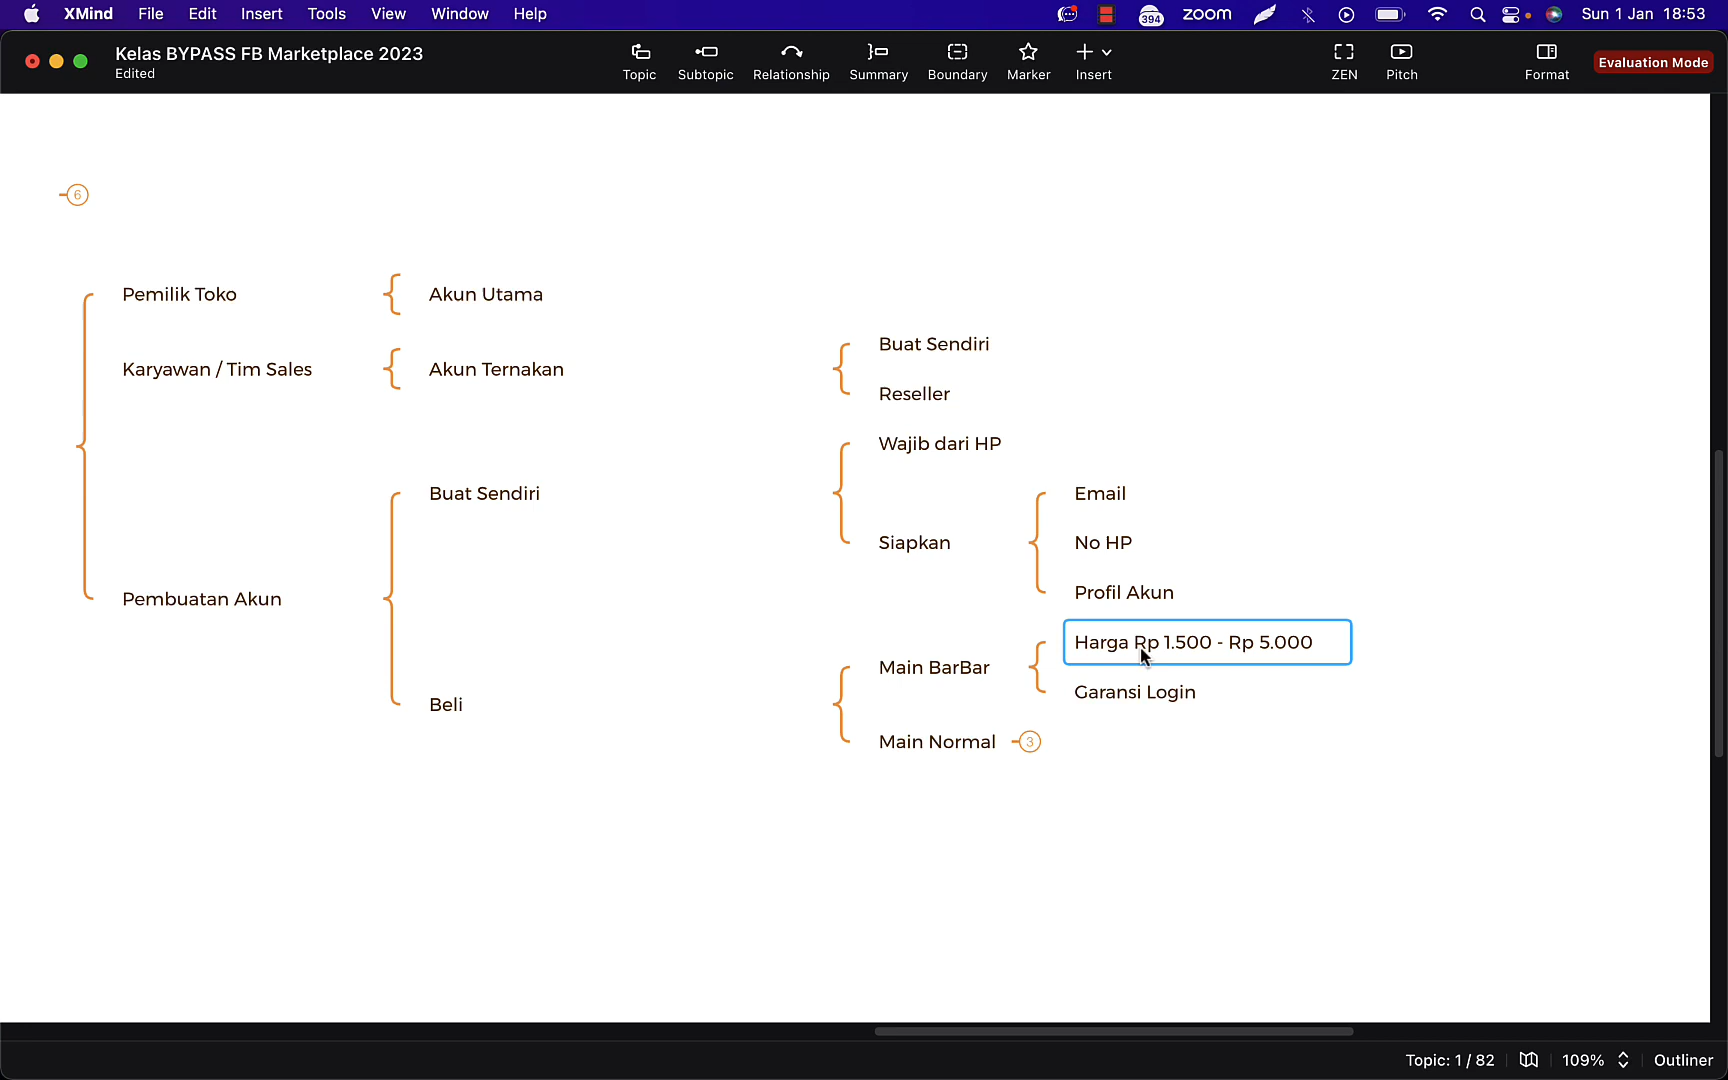 XMind File Edit Insert Tools View Window Help 394 zoom Sun 1 Jan 18:53
Kelas BYPASS FB Marketplace 2023
Edited
Topic Subtopic Relationship Summary Boundary Marker Insert ZEN Pitch Format Evaluation Mode
6
Pemilik Toko Akun Utama
Buat Sendiri
Karyawan / Tim Sales Akun Ternakan
Reseller
Wajib dari HP
Buat Sendiri Email
Siapkan No HP
Profil Akun
Pembuatan Akun
Harga Rp 1.500 - Rp 5.000
Main BarBar
Garansi Login
Beli
Main Normal 3
Topic: 1 / 82 109% Outliner